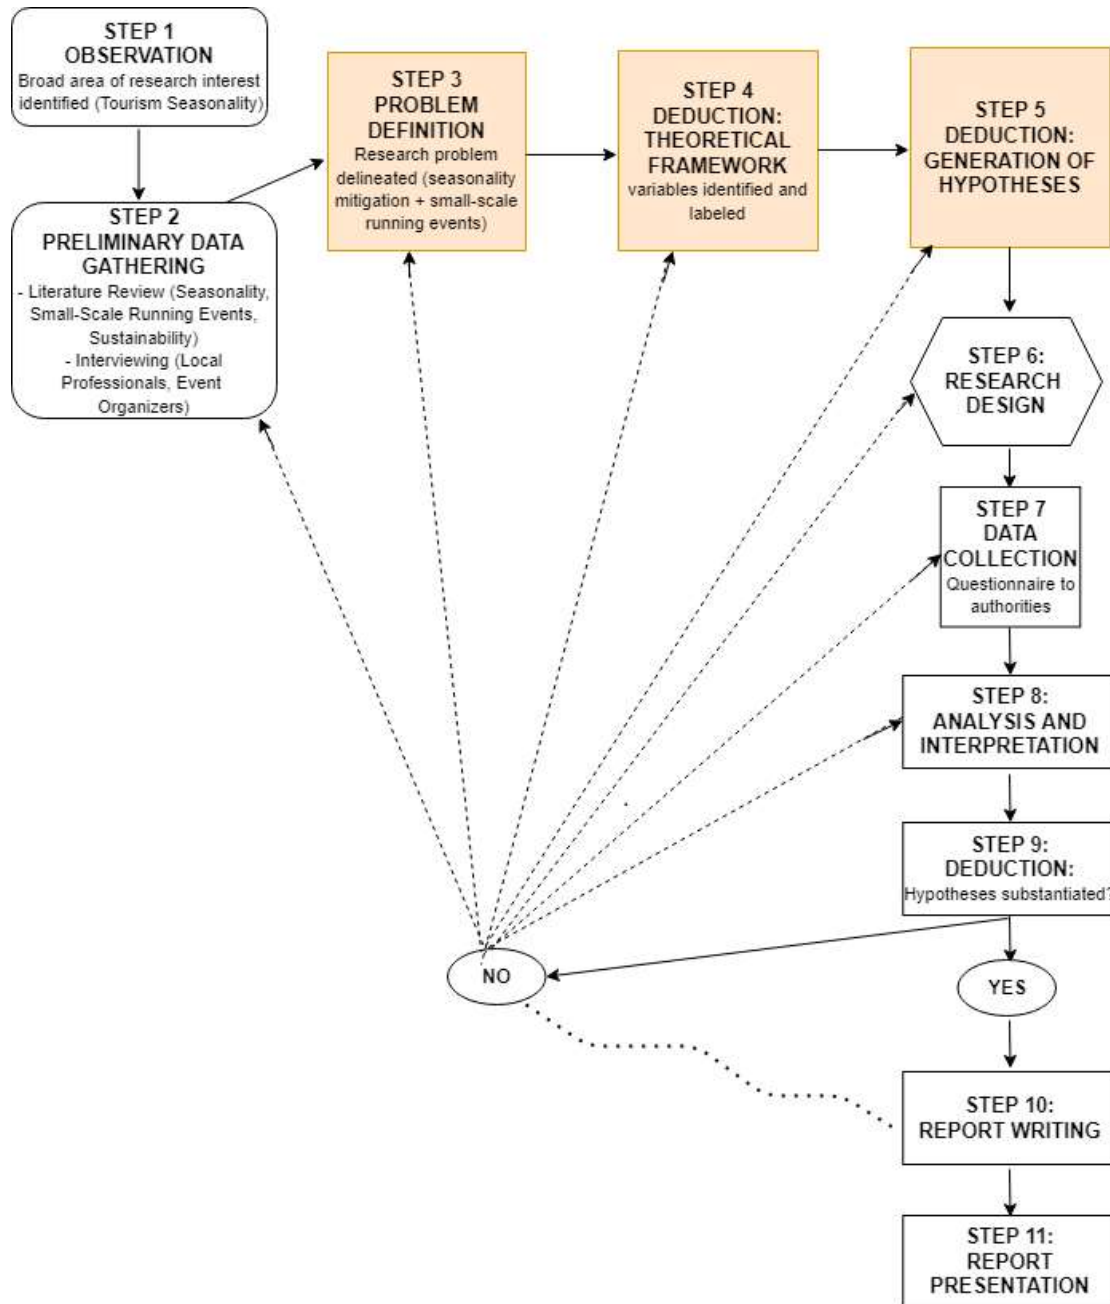 STEP 1
OBSERVATION
Broad area of research interest
identified (Tourism Seasonality)
STEP 2
PRELIMINARY DATA
GATHERING
- Literature Review (Seasonality,
Small-Scale Running Events,
Sustainability)
- Interviewing (Local
Professionals, Event
Organizers)
STEP 3
PROBLEM
DEFINITION
Research problem
delineated (seasonality
mitigation + small-scale
running events)
STEP 4
DEDUCTION:
THEORETICAL
FRAMEWORK
variables identified and
labeled
STEP 5
DEDUCTION:
GENERATION OF
HYPOTHESES
STEP 6:
RESEARCH
DESIGN
STEP 7
DATA
COLLECTION
Questionnaire to
authorities
STEP 8:
ANALYSIS AND
INTERPRETATION
STEP 9:
DEDUCTION:
Hypotheses substantiated?
NO
YES
STEP 10:
REPORT WRITING
STEP 11:
REPORT
PRESENTATION